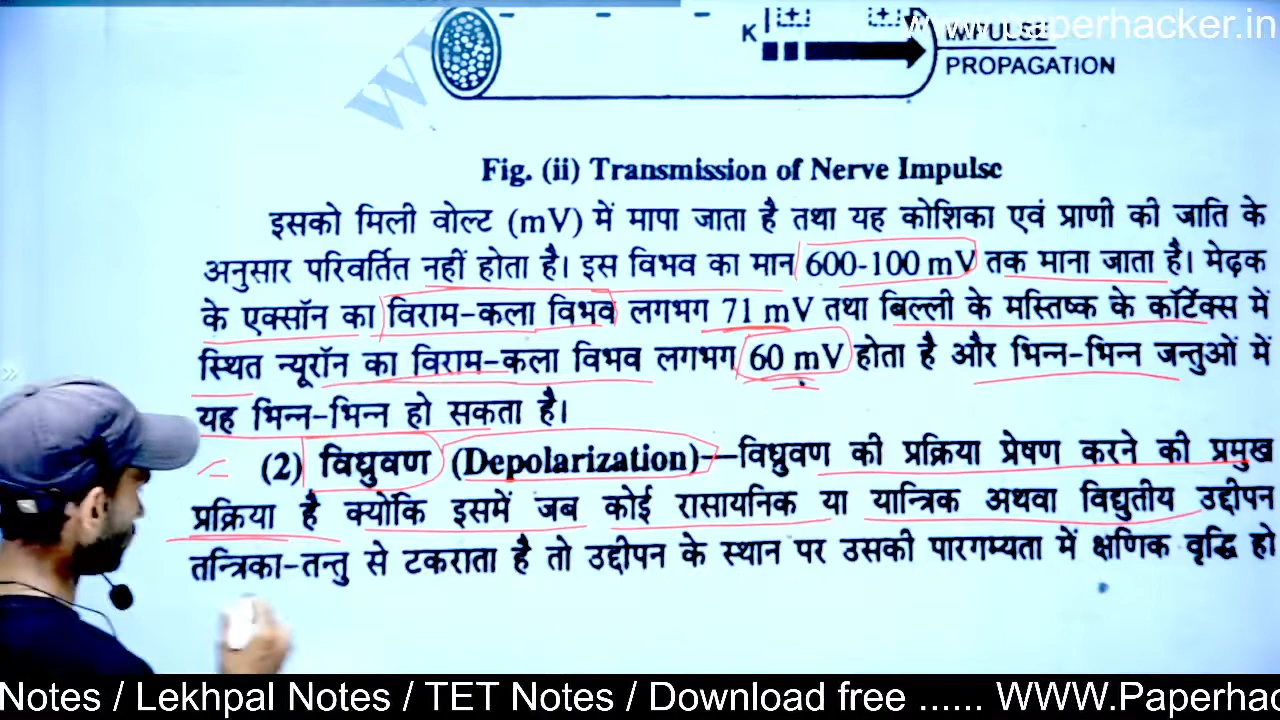 www.paperhacker.in
K
IMPULSE
PROPAGATION
Fig. (ii) Transmission of Nerve Impulse
इसको मिली वोल्ट (mV) में मापा जाता है तथा यह कोशिका एवं प्राणी की जाति के
अनुसार परिवर्तित नहीं होता है। इस विभव का मान 600-100 mV तक माना जाता है। मेढ़क
के एक्सॉन का विराम-कला विभव लगभग 71 mV तथा बिल्ली के मस्तिष्क के कॉर्टेक्स में
स्थित न्यूरॉन का विराम-कला विभव लगभग 60 mV होता है और भिन्न-भिन्न जन्तुओं में
यह भिन्न-भिन्न हो सकता है।
(2) विध्रुवण (Depolarization)—विध्रुवण की प्रक्रिया प्रेषण करने की प्रमुख
प्रक्रिया है क्योकि इसमें जब कोई रासायनिक या यान्त्रिक अथवा विद्युतीय उद्दीपन
तन्त्रिका-तन्तु से टकराता है तो उद्दीपन के स्थान पर उसकी पारगम्यता में क्षणिक वृद्धि हो
Notes / Lekhpal Notes / TET Notes / Download free ...... WWW.Paperhac